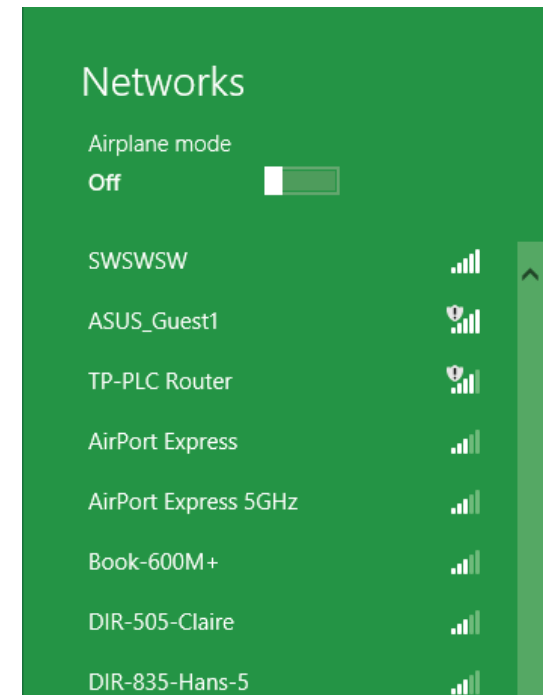 Networks
Airplane mode
Off
SWSWSW
ASUS_Guest1
TP-PLC Router
AirPort Express
AirPort Express 5GHz
Book-600M+
DIR-505-Claire
DIR-835-Hans-5